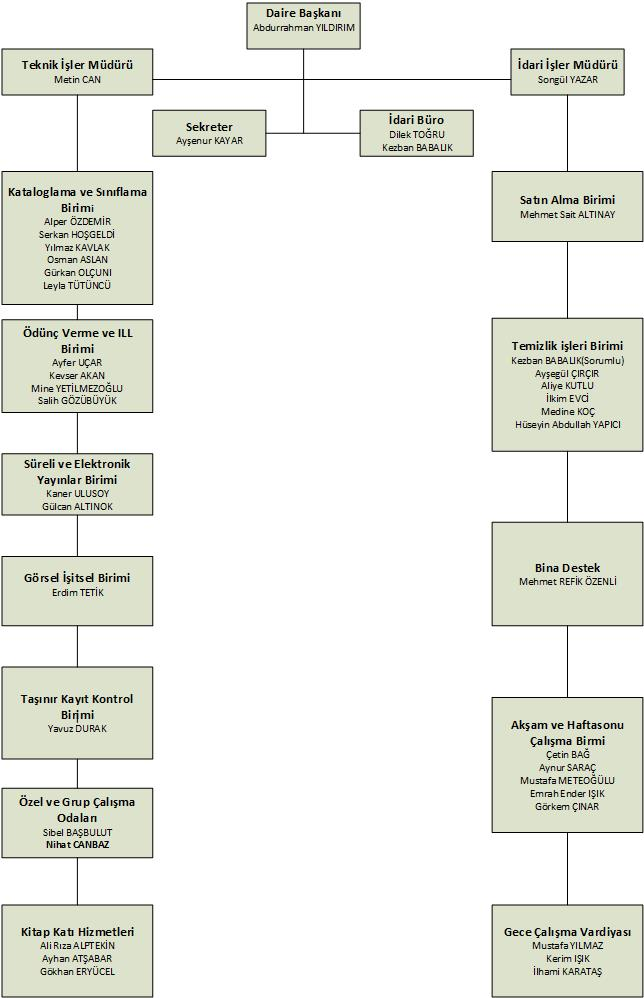 Daire Başkanı
Abdurrahman YILDIRIM
Teknik İşler Müdürü
Metin CAN
İdari İşler Müdürü
Songül YAZAR
Sekreter
Ayşenur KAYAR
İdari Büro
Dilek TOĞRU
Kezban BABALIK
Kataloglama ve Sınıflama
Birimi
Alper ÖZDEMİR
Serkan HOŞGELDİ
Yılmaz KAVLAK
Osman ASLAN
Gürkan OLÇUNI
Leyla TÜTÜNCÜ
Ödünç Verme ve ILL
Birimi
Ayfer UÇAR
Kevser AKAN
Mine YETİLMEZOĞLU
Salih GÖZÜBÜYÜK
Süreli ve Elektronik
Yayınlar Birimi
Kaner ULUSOY
Gülcan ALTINOK
Görsel İşitsel Birimi
Erdim TETİK
Taşınır Kayıt Kontrol
Birimi
Yavuz DURAK
Özel ve Grup Çalışma
Odaları
Sibel BAŞBULUT
Nihat CANBAZ
Kitap Katı Hizmetleri
Ali Rıza ALPTEKİN
Ayhan ATŞABAR
Gökhan ERYÜCEL
Satın Alma Birimi
Mehmet Sait ALTINAY
Temizlik işleri Birimi
Kezban BABALIK(Sorumlu)
Ayşegül ÇIRÇIR
Aliye KUTLU
İlkim EVCİ
Medine KOÇ
Hüseyin Abdullah YAPICI
Bina Destek
Mehmet REFİK ÖZENLİ
Akşam ve Haftasonu
Çalışma Birmi
Çetin BAĞ
Aynur SARAÇ
Mustafa METEOĞÜLU
Emrah Ender IŞIK
Görkem ÇINAR
Gece Çalışma Vardiyası
Mustafa YILMAZ
Kerim IŞIK
İlhami KARATAŞ